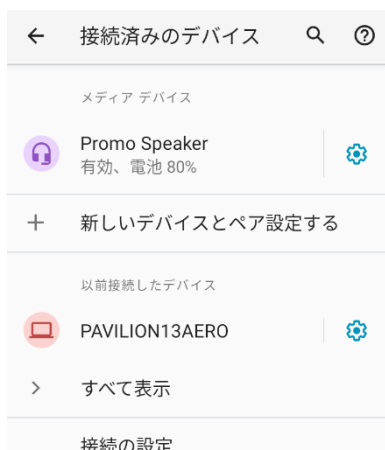 接続済みのデバイス
メディア デバイス
Promo Speaker
有効、電池 80%
新しいデバイスとペア設定する
以前接続したデバイス
PAVILION13AERO
すべて表示
接続の設定